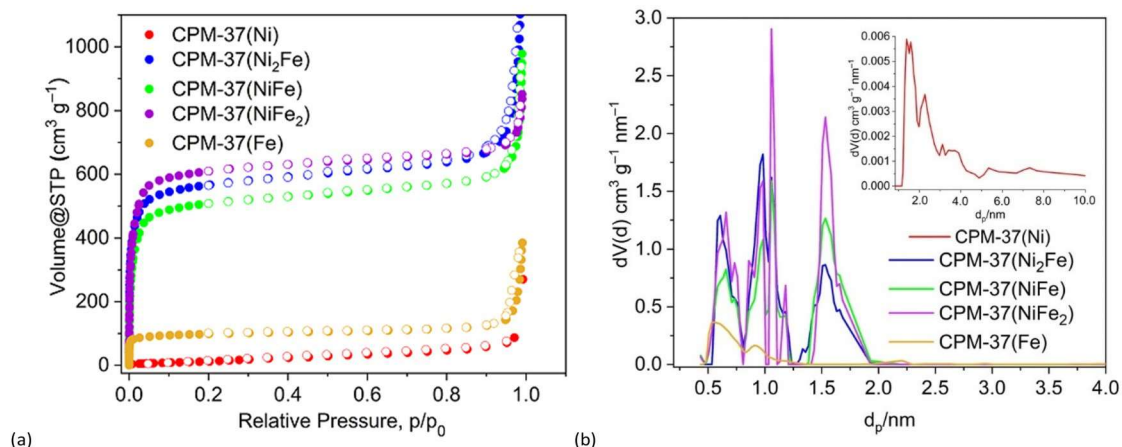 1000
800
600
400
200
0
Volume@STP (cm³ g⁻¹)
CPM-37(Ni)
CPM-37(Ni₂Fe)
CPM-37(NiFe)
CPM-37(NiFe₂)
CPM-37(Fe)
0.0 0.2 0.4 0.6 0.8 1.0
Relative Pressure, p/p₀
(a)
3.0
2.5
2.0
1.5
1.0
0.5
0.0
dV(d) cm³ g⁻¹ nm⁻¹
0.006
0.005
0.004
0.003
0.002
0.001
0.000
dV(d) cm³ g⁻¹ nm⁻¹
2.0 4.0 6.0 8.0 10.0
dₚ/nm
CPM-37(Ni)
CPM-37(Ni₂Fe)
CPM-37(NiFe)
CPM-37(NiFe₂)
CPM-37(Fe)
0.5 1.0 1.5 2.0 2.5 3.0 3.5 4.0
dₚ/nm
(b)